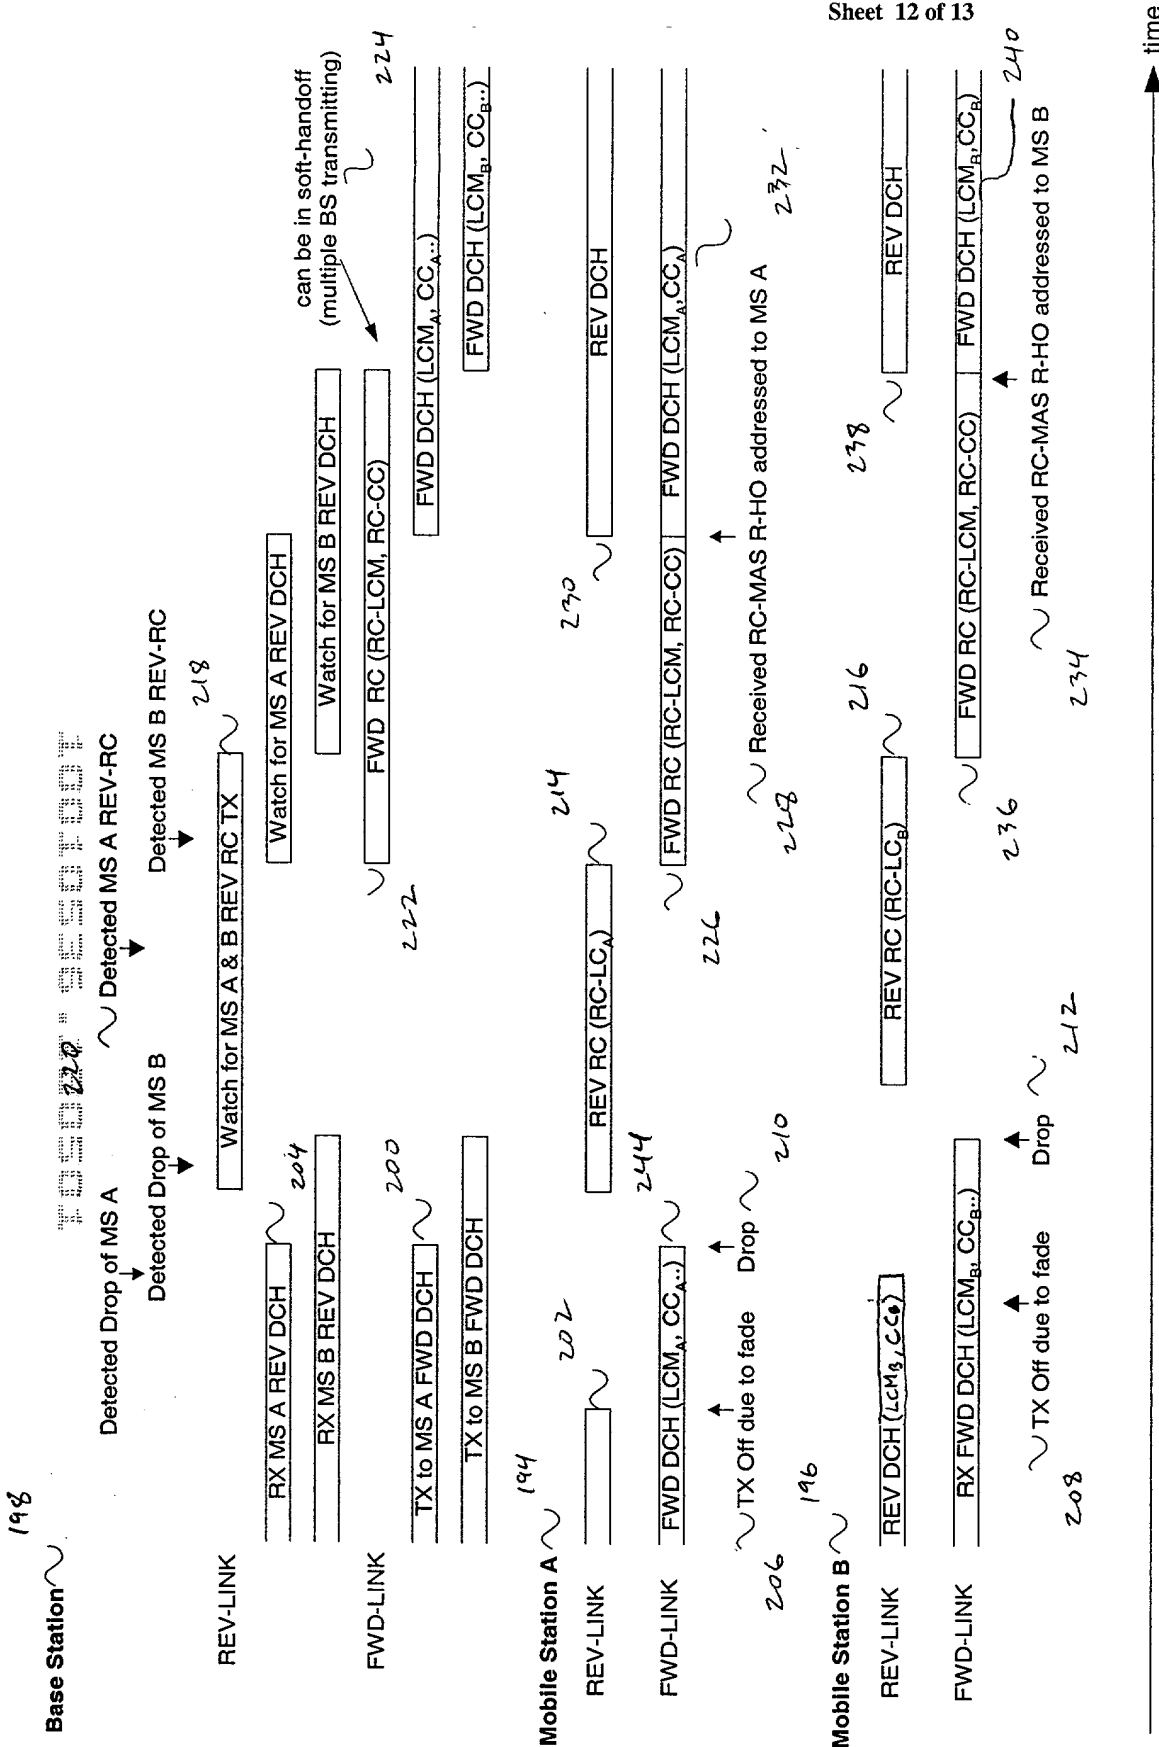 Sheet 12 of 13
198
Base Station
Detected Drop of MS A
220
Detected MS A REV-RC
Detected Drop of MS B
Detected MS B REV-RC
218
REV-LINK
Watch for MS A & B REV RC TX
RX MS A REV DCH
204
Watch for MS A REV DCH
RX MS B REV DCH
Watch for MS B REV DCH
can be in soft-handoff
(multiple BS transmitting)
224
FWD-LINK
200
222
FWD RC (RC-LCM, RC-CC)
TX to MS A FWD DCH
FWD DCH (LCMA, CCA..)
TX to MS B FWD DCH
FWD DCH (LCMB, CCB..)
Mobile Station A
194
202
214
230
REV-LINK
REV RC (RC-LCA)
REV DCH
244
226
FWD-LINK
FWD DCH (LCMA, CCA..)
FWD RC (RC-LCM, RC-CC)
FWD DCH (LCMA,CCA)
206
TX Off due to fade
Drop
210
228
Received RC-MAS R-HO addressed to MS A
232
Mobile Station B
196
216
238
REV-LINK
REV DCH (LCMB, CCB)
REV RC (RC-LCB)
REV DCH
236
FWD-LINK
RX FWD DCH (LCMB, CCB..)
FWD RC (RC-LCM, RC-CC)
FWD DCH (LCMB,CCB)
240
208
TX Off due to fade
Drop
212
234
Received RC-MAS R-HO addressed to MS B
time